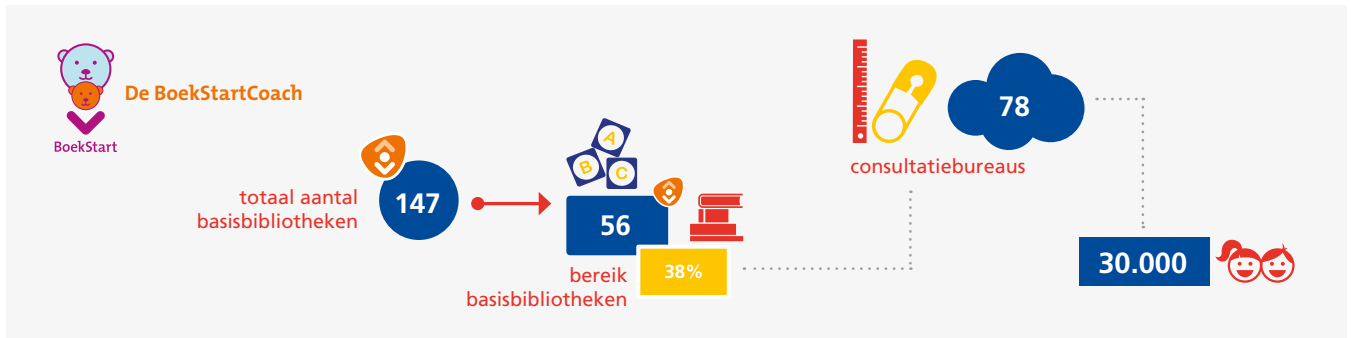 De BoekStartCoach
BoekStart
totaal aantal
basisbibliotheken
147
A
B
C
56
38%
bereik
basisbibliotheken
78
consultatiebureaus
30.000